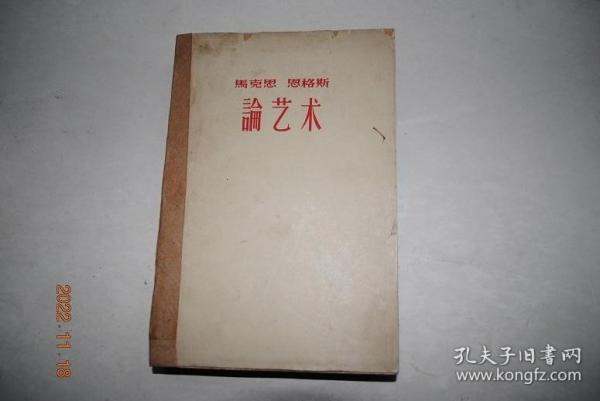 馬克思 恩格斯
論艺术
2022.11.18
孔夫子旧书网
www.kongfz.com